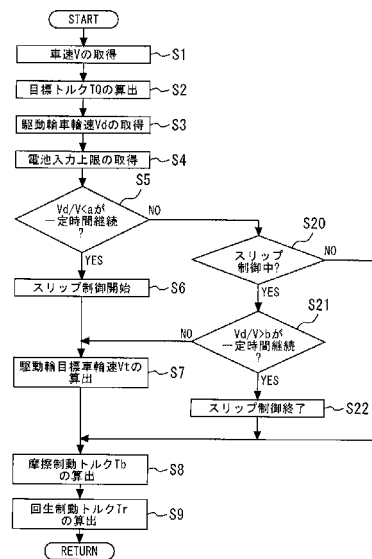 START
車速Vの取得
S1
目標トルクTQの算出
S2
駆動輪車輪速Vdの取得
S3
電池入力上限の取得
S4
Vd/V<aが
一定時間継続
?
S5
NO
YES
スリップ制御開始
S6
スリップ
制御中?
S20
NO
YES
Vd/V>bが
一定時間継続
?
S21
NO
YES
スリップ制御終了
S22
駆動輪目標車輪速Vtの
算出
S7
摩擦制動トルクTb
の算出
S8
回生制動トルクTr
の算出
S9
RETURN